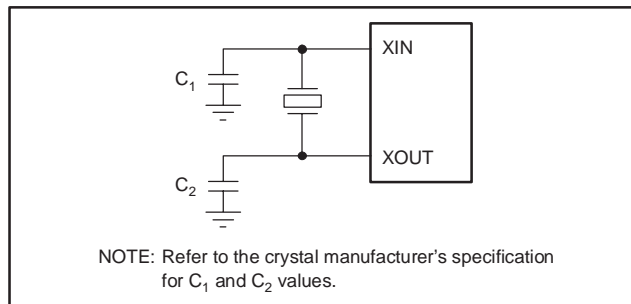 XIN
C₁
XOUT
C₂
NOTE: Refer to the crystal manufacturer’s specification
for C₁ and C₂ values.